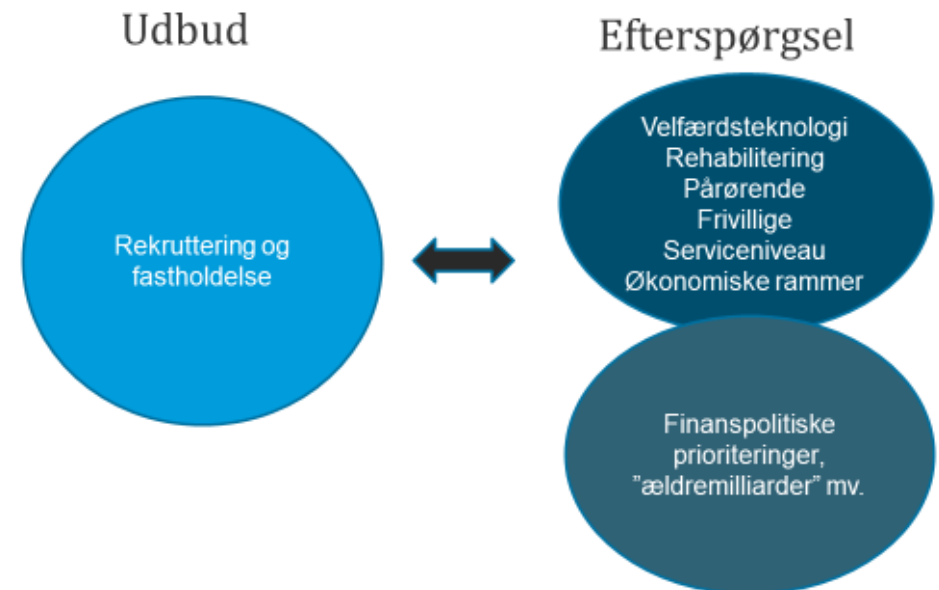 Udbud
Efterspørgsel
Rekruttering og
fastholdelse
Velfærdsteknologi
Rehabilitering
Pårørende
Frivillige
Serviceniveau
Økonomiske rammer
Finanspolitiske
prioriteringer,
”ældremilliarder” mv.